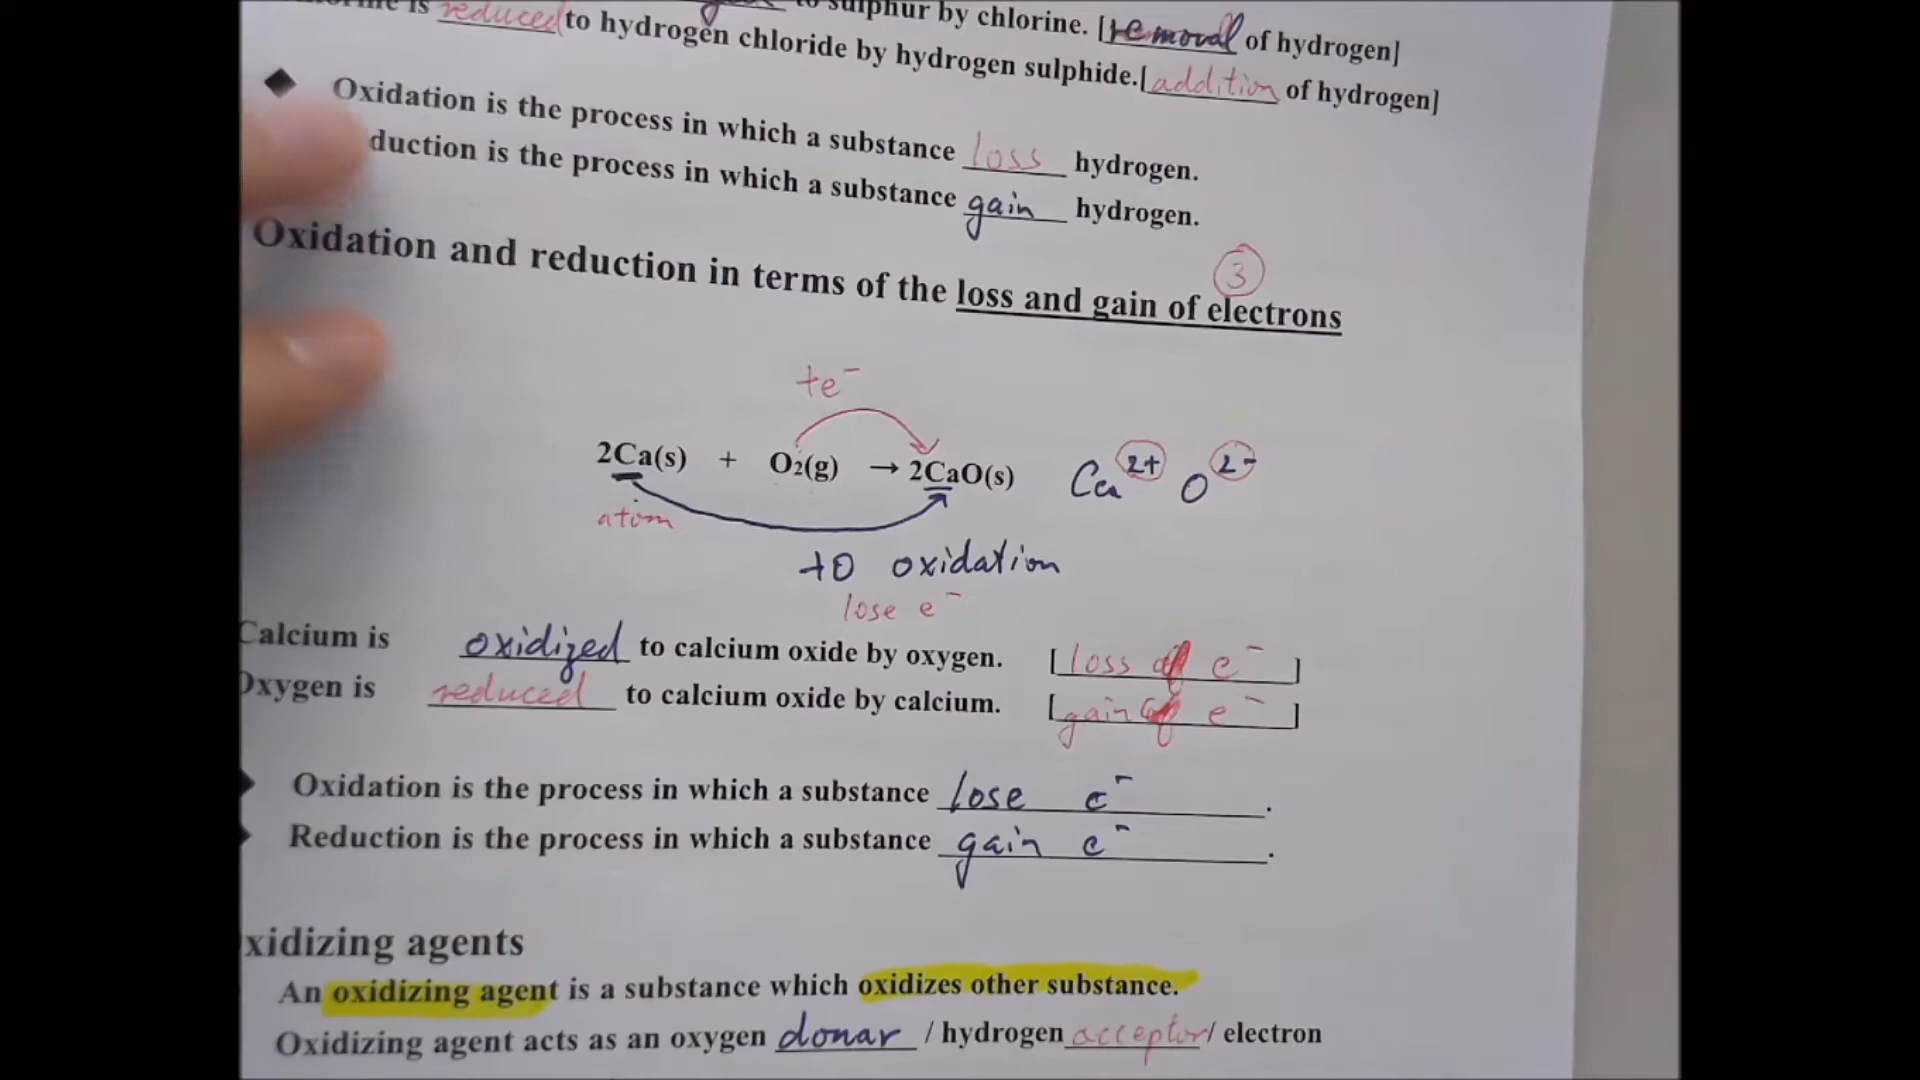 is reduced to hydrogen chloride by hydrogen sulphide.[addition of hydrogen]
to sulphur by chlorine. [removal of hydrogen]
Oxidation is the process in which a substance loss hydrogen.
duction is the process in which a substance gain hydrogen.
Oxidation and reduction in terms of the loss and gain of electrons
3
+e⁻
2Ca(s) + O₂(g) → 2CaO(s) Ca²⁺ O²⁻
atom
+O oxidation
lose e⁻
Calcium is oxidized to calcium oxide by oxygen. [loss of e⁻]
Oxygen is reduced to calcium oxide by calcium. [gain of e⁻]
Oxidation is the process in which a substance lose e⁻.
Reduction is the process in which a substance gain e⁻.
xidizing agents
An oxidizing agent is a substance which oxidizes other substance.
Oxidizing agent acts as an oxygen donar / hydrogen acceptor / electron